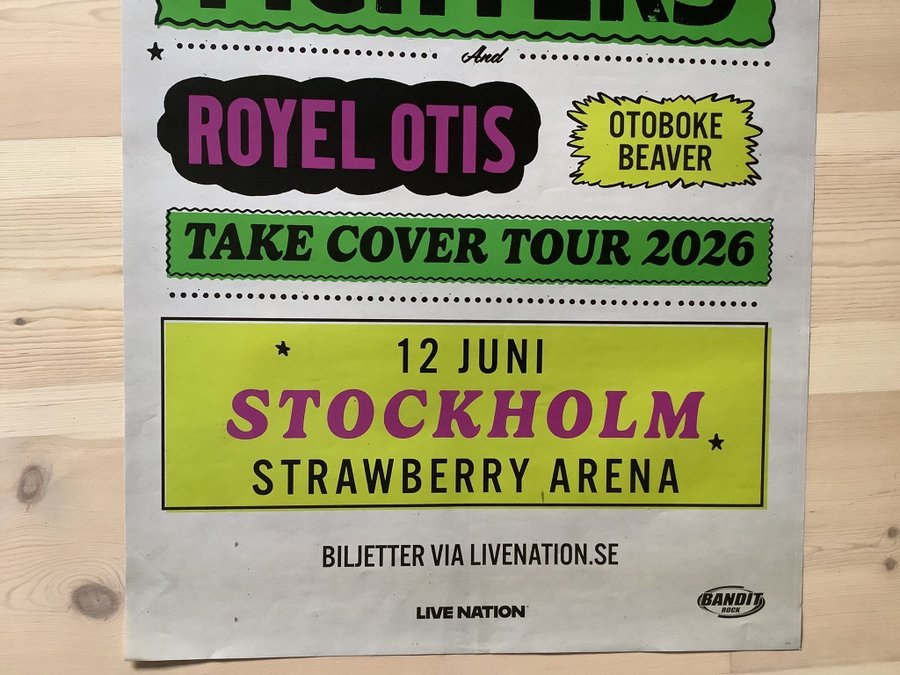 FIGHTERS
And
ROYEL OTIS
OTOBOKE
BEAVER
TAKE COVER TOUR 2026
12 JUNI
STOCKHOLM
STRAWBERRY ARENA
BILJETTER VIA LIVENATION.SE
LIVE NATION
BANDIT
ROCK